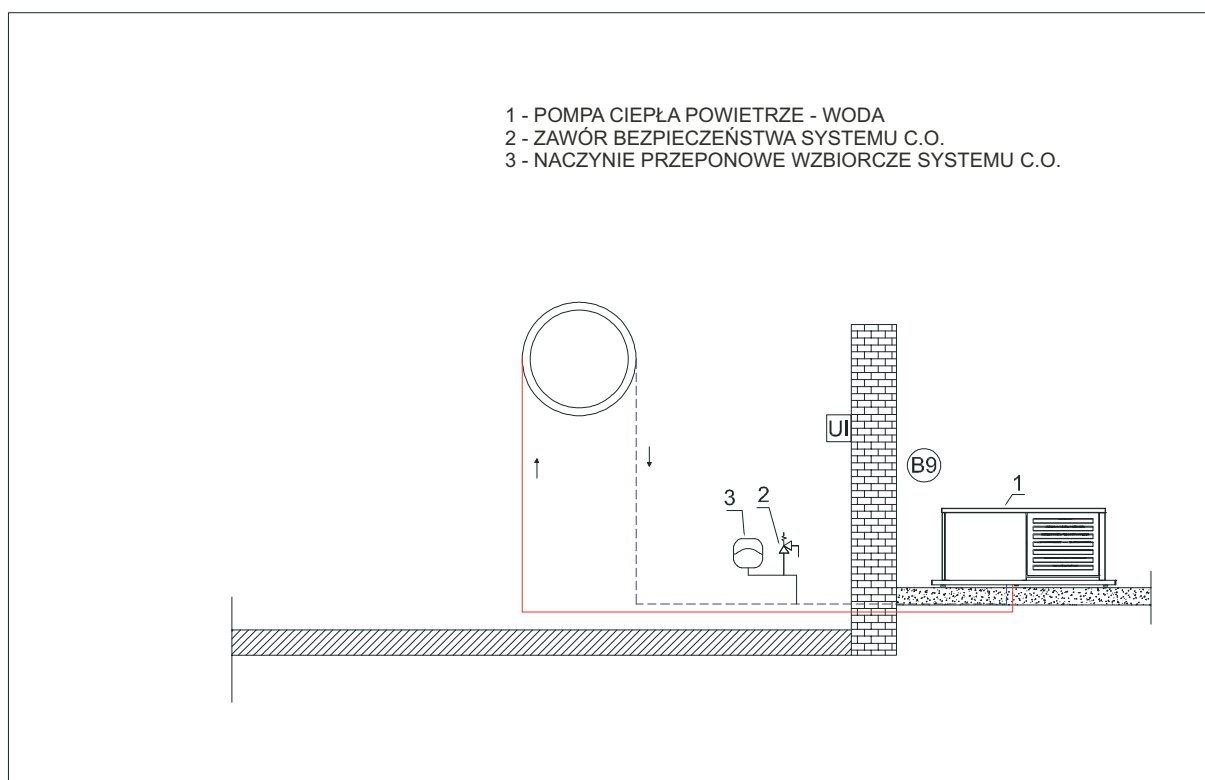 1 - POMPA CIEPŁA POWIETRZE - WODA
2 - ZAWÓR BEZPIECZEŃSTWA SYSTEMU C.O.
3 - NACZYNIE PRZEPONOWE WZBIORCZE SYSTEMU C.O.
UI
B9
1
3
2